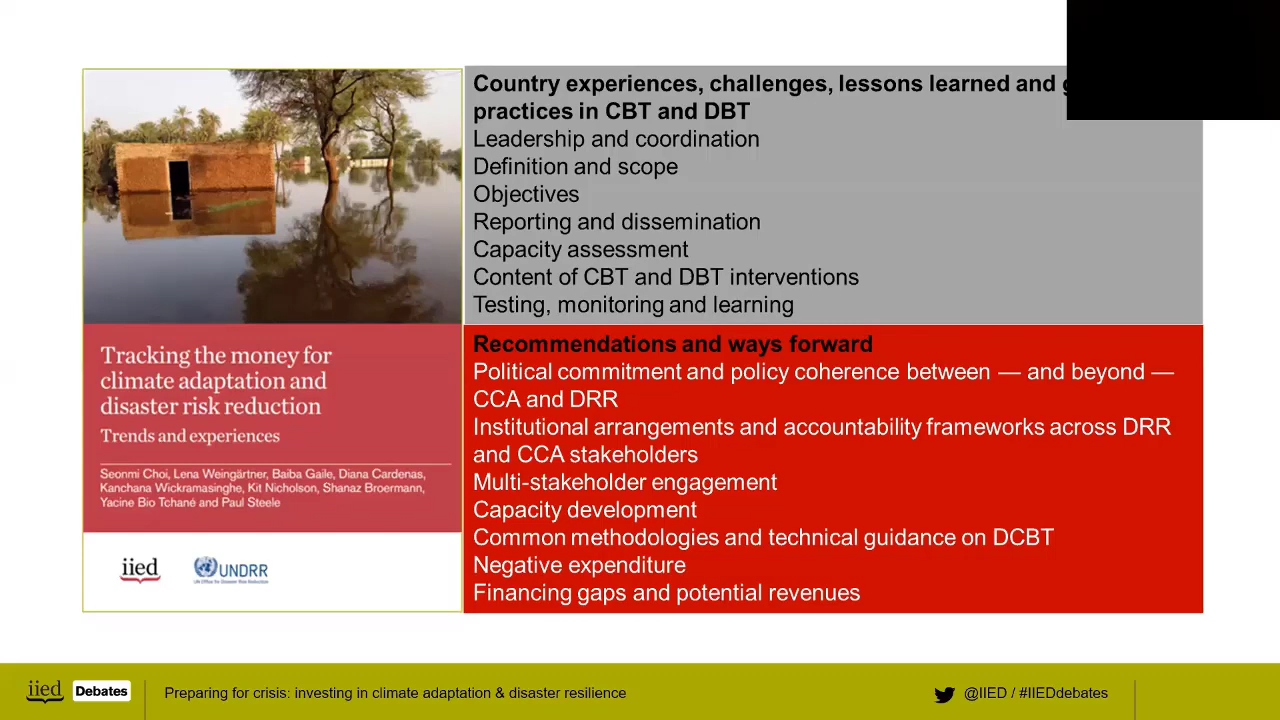 Country experiences, challenges, lessons learned and
practices in CBT and DBT
Leadership and coordination
Definition and scope
Objectives
Reporting and dissemination
Capacity assessment
Content of CBT and DBT interventions
Testing, monitoring and learning
Tracking the money for
climate adaptation and
disaster risk reduction
Trends and experiences
Seonmi Choi, Lena Weingärtner, Baiba Gaile, Diana Cardenas,
Kanchana Wickramasinghe, Kit Nicholson, Shanaz Broermann,
Yacine Bio Tchané and Paul Steele
iied
UNDRR
UN Office for Disaster Risk Reduction
Recommendations and ways forward
Political commitment and policy coherence between — and beyond —
CCA and DRR
Institutional arrangements and accountability frameworks across DRR
and CCA stakeholders
Multi-stakeholder engagement
Capacity development
Common methodologies and technical guidance on DCBT
Negative expenditure
Financing gaps and potential revenues
iied Debates
Preparing for crisis: investing in climate adaptation & disaster resilience
@IIED / #IIEDdebates